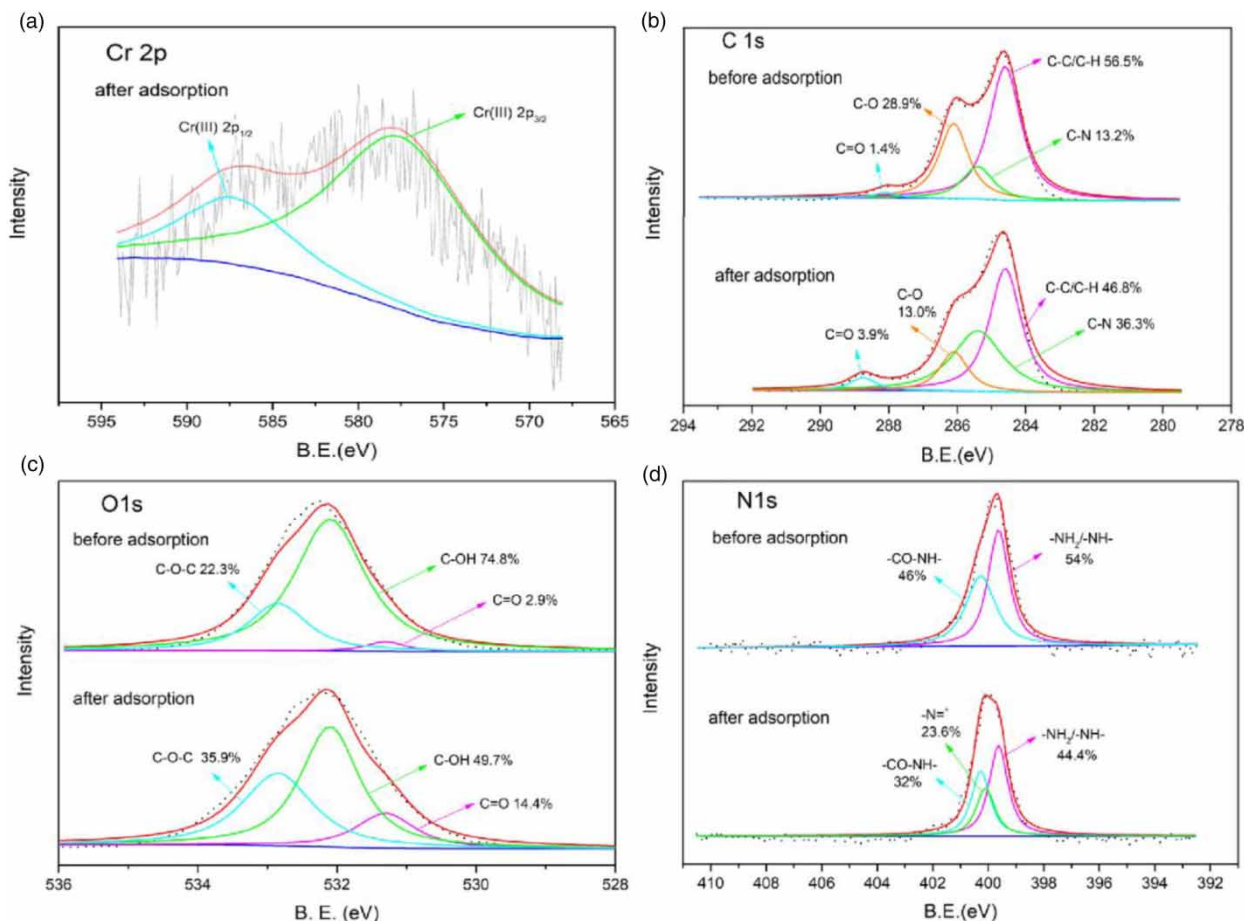 (a)
Cr 2p
after adsorption
Cr(III) 2p1/2
Cr(III) 2p3/2
Intensity
595 590 585 580 575 570 565
B.E.(eV)
(b)
C 1s
before adsorption
C-C/C-H 56.5%
C-O 28.9%
C-N 13.2%
C=O 1.4%
after adsorption
C-C/C-H 46.8%
C-O
13.0%
C-N 36.3%
C=O 3.9%
Intensity
294 292 290 288 286 284 282 280 278
B.E.(eV)
(c)
O1s
before adsorption
C-OH 74.8%
C-O-C 22.3%
C=O 2.9%
after adsorption
C-O-C 35.9%
C-OH 49.7%
C=O 14.4%
Intensity
536 534 532 530 528
B. E. (eV)
(d)
N1s
before adsorption
-NH2/-NH-
54%
-CO-NH-
46%
after adsorption
-N=+
23.6%
-NH2/-NH-
44.4%
-CO-NH-
32%
Intensity
410 408 406 404 402 400 398 396 394 392
B.E.(eV)